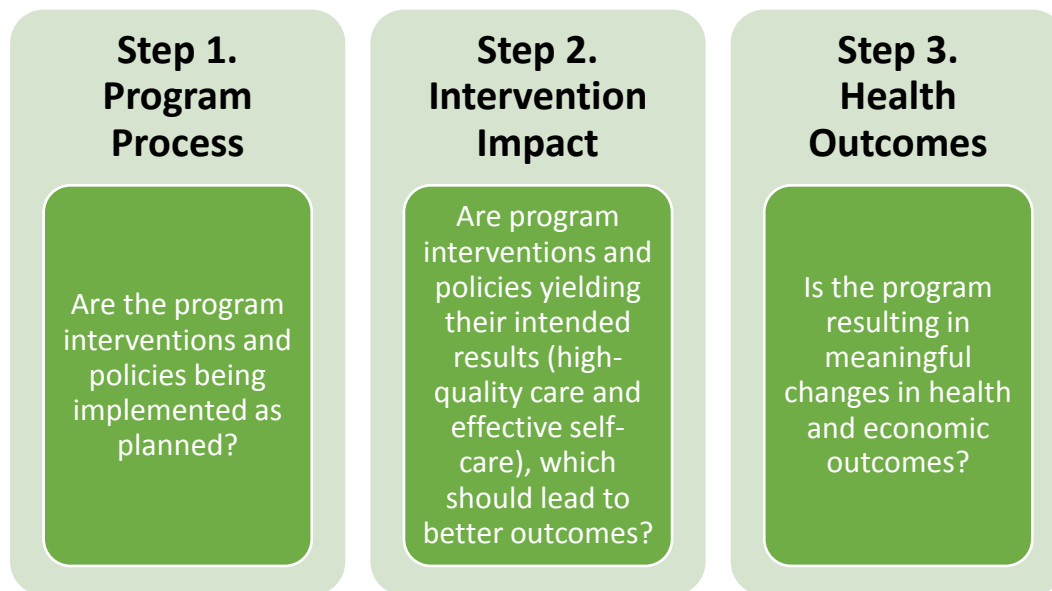 Step 1.
Program
Process
Are the program
interventions and
policies being
implemented as
planned?
Step 2.
Intervention
Impact
Are program
interventions and
policies yielding
their intended
results (high-
quality care and
effective self-
care), which
should lead to
better outcomes?
Step 3.
Health
Outcomes
Is the program
resulting in
meaningful
changes in health
and economic
outcomes?